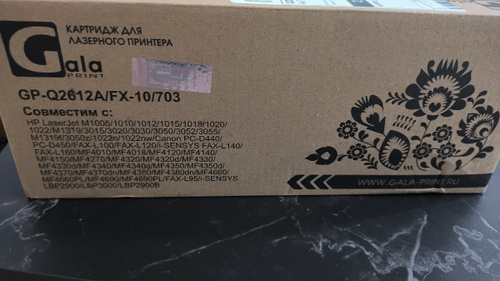 Gala
PRINT
КАРТРИДЖ ДЛЯ
ЛАЗЕРНОГО ПРИНТЕРА
GP-Q2612A/FX-10/703
Совместим с:
HP LaserJet M1005/1010/1012/1015/1018/1020/
1022/M1319/3015/3020/3030/3050/3052/3055/
M1319f/3050z/1022n/1022nw/Canon PC-D440/
PC-D450/FAX-L100/FAX-L120/i-SENSYS FAX-L140/
FAX-L160/MF4010/MF4018/MF4120/MF4140/
MF4150/MF4270/MF4320/MF4320d/MF4330/
MF4330d/MF4340/MF4340d/MF4350/MF4350d/
MF4370/MF4370dn/MF4380/MF4380dn/MF4660/
MF4660PL/MF4690/MF4690PL/FAX-L95/i-SENSYS
LBP2900/LBP3000/LBP2900B
WWW.GALA-PRINT.RU